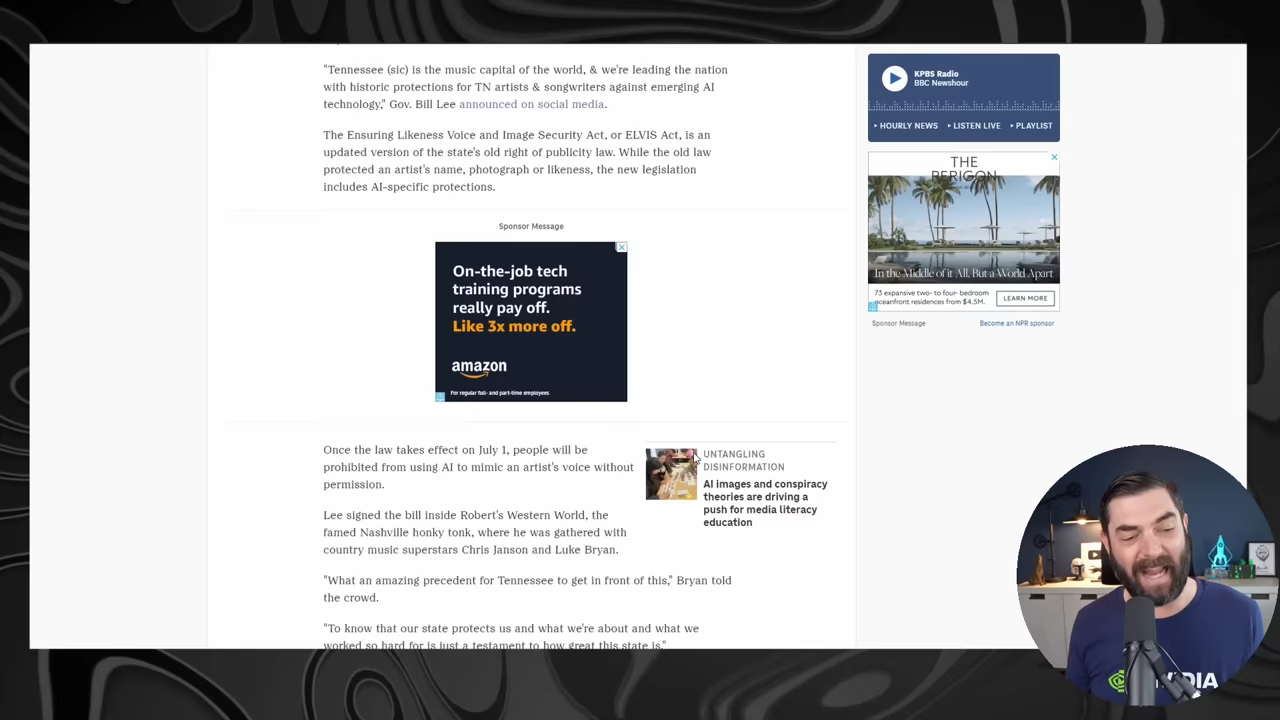 "Tennessee (sic) is the music capital of the world, & we're leading the nation
with historic protections for TN artists & songwriters against emerging AI
technology," Gov. Bill Lee announced on social media.
The Ensuring Likeness Voice and Image Security Act, or ELVIS Act, is an
updated version of the state's old right of publicity law. While the old law
protected an artist's name, photograph or likeness, the new legislation
includes AI-specific protections.
Sponsor Message
On-the-job tech
training programs
really pay off.
Like 3x more off.
amazon
For regular full- and part-time employees
Once the law takes effect on July 1, people will be
prohibited from using AI to mimic an artist's voice without
permission.
Lee signed the bill inside Robert's Western World, the
famed Nashville honky tonk, where he was gathered with
country music superstars Chris Janson and Luke Bryan.
"What an amazing precedent for Tennessee to get in front of this," Bryan told
the crowd.
"To know that our state protects us and what we're about and what we
worked so hard for is just a testament to how great this state is."
UNTANGLING
DISINFORMATION
AI images and conspiracy
theories are driving a
push for media literacy
education
KPBS Radio
BBC Newshour
HOURLY NEWS LISTEN LIVE PLAYLIST
THE
PERIGON
In the Middle of it All, But a World Apart
73 expansive two- to four- bedroom
oceanfront residences from $4.5M.
LEARN MORE
Sponsor Message Become an NPR sponsor